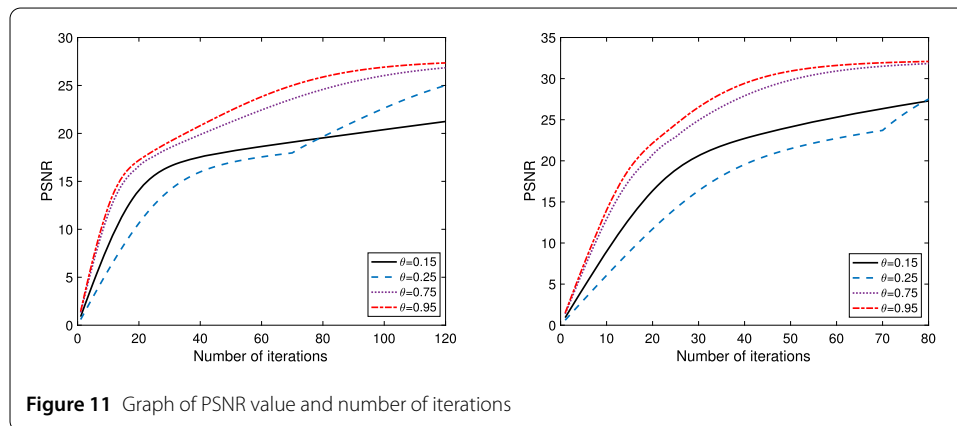 30
25
20
15
10
5
0
PSNR
0 20 40 60 80 100 120
Number of iterations
θ=0.15
θ=0.25
θ=0.75
θ=0.95
35
30
25
20
15
10
5
0
PSNR
0 10 20 30 40 50 60 70 80
Number of iterations
θ=0.15
θ=0.25
θ=0.75
θ=0.95
Figure 11 Graph of PSNR value and number of iterations